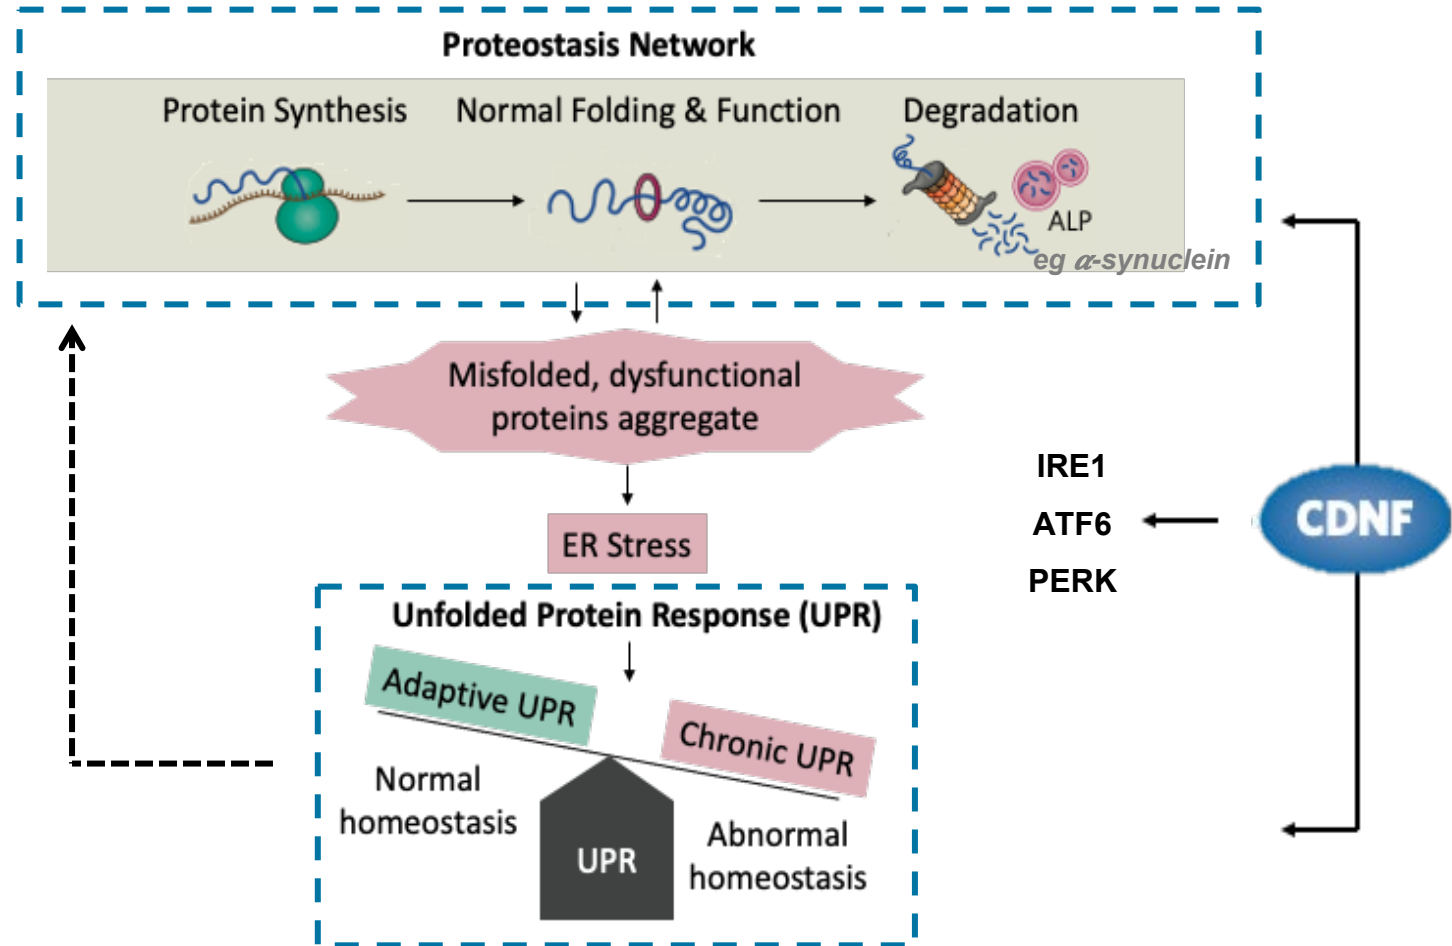 Proteostasis Network
Protein Synthesis
Normal Folding & Function
Degradation
ALP
eg α-synuclein
Misfolded, dysfunctional
proteins aggregate
ER Stress
IRE1
ATF6
PERK
CDNF
Unfolded Protein Response (UPR)
Adaptive UPR
Chronic UPR
Normal
homeostasis
UPR
Abnormal
homeostasis